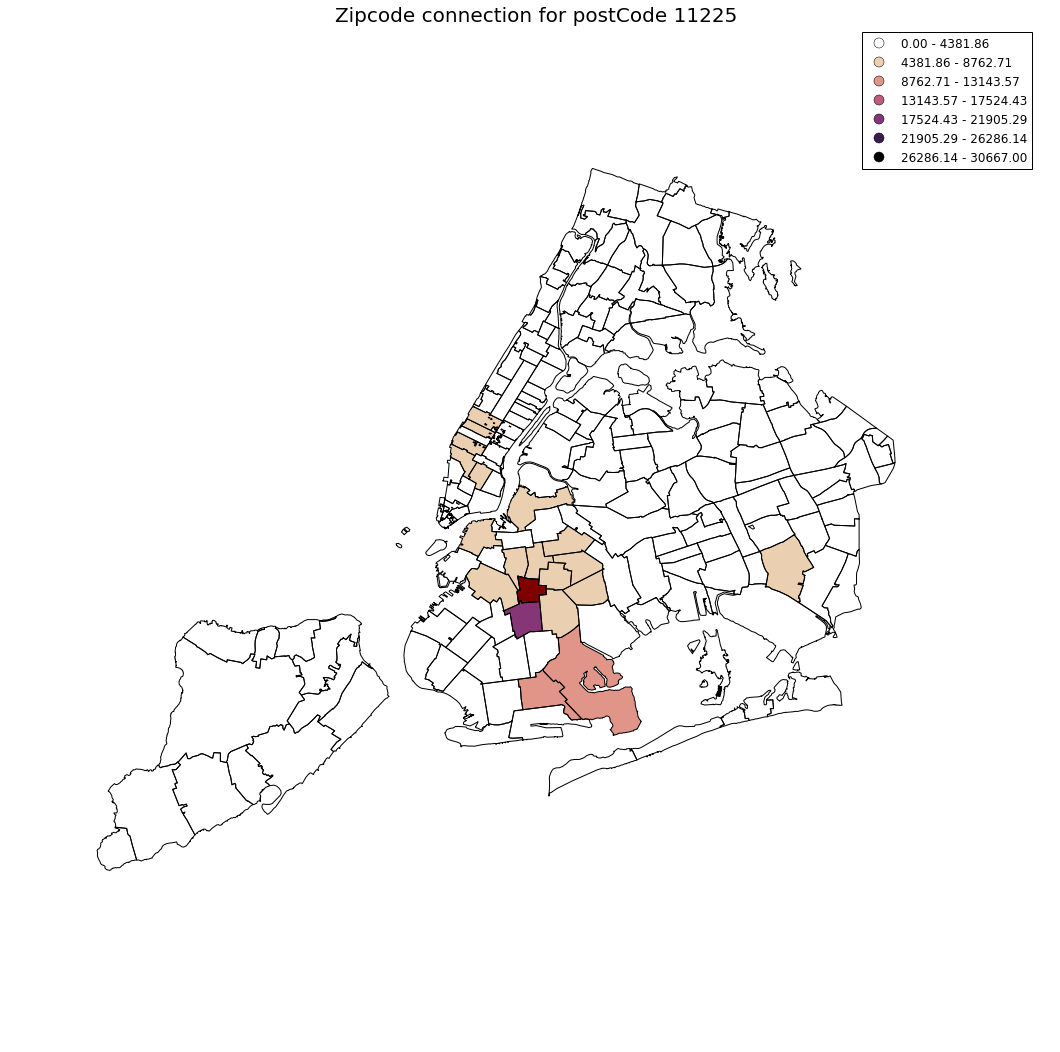 Zipcode connection for postCode 11225
0.00 - 4381.86
4381.86 - 8762.71
8762.71 - 13143.57
13143.57 - 17524.43
17524.43 - 21905.29
21905.29 - 26286.14
26286.14 - 30667.00